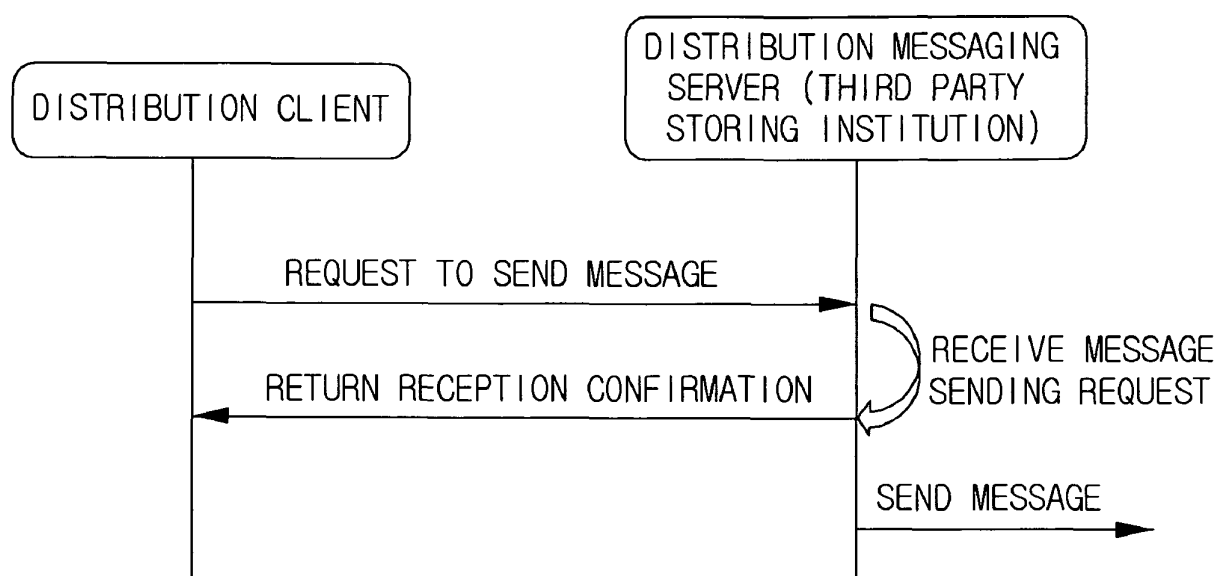 DISTRIBUTION CLIENT
DISTRIBUTION MESSAGING
SERVER (THIRD PARTY
STORING INSTITUTION)
REQUEST TO SEND MESSAGE
RECEIVE MESSAGE
SENDING REQUEST
RETURN RECEPTION CONFIRMATION
SEND MESSAGE